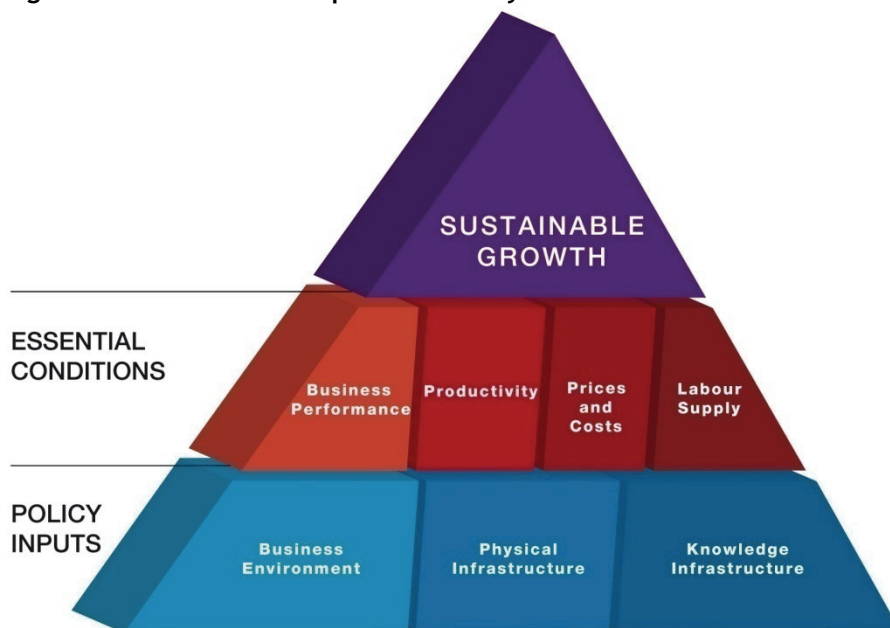 SUSTAINABLE
GROWTH
ESSENTIAL
CONDITIONS
Business
Performance
Productivity
Prices
and
Costs
Labour
Supply
POLICY
INPUTS
Business
Environment
Physical
Infrastructure
Knowledge
Infrastructure